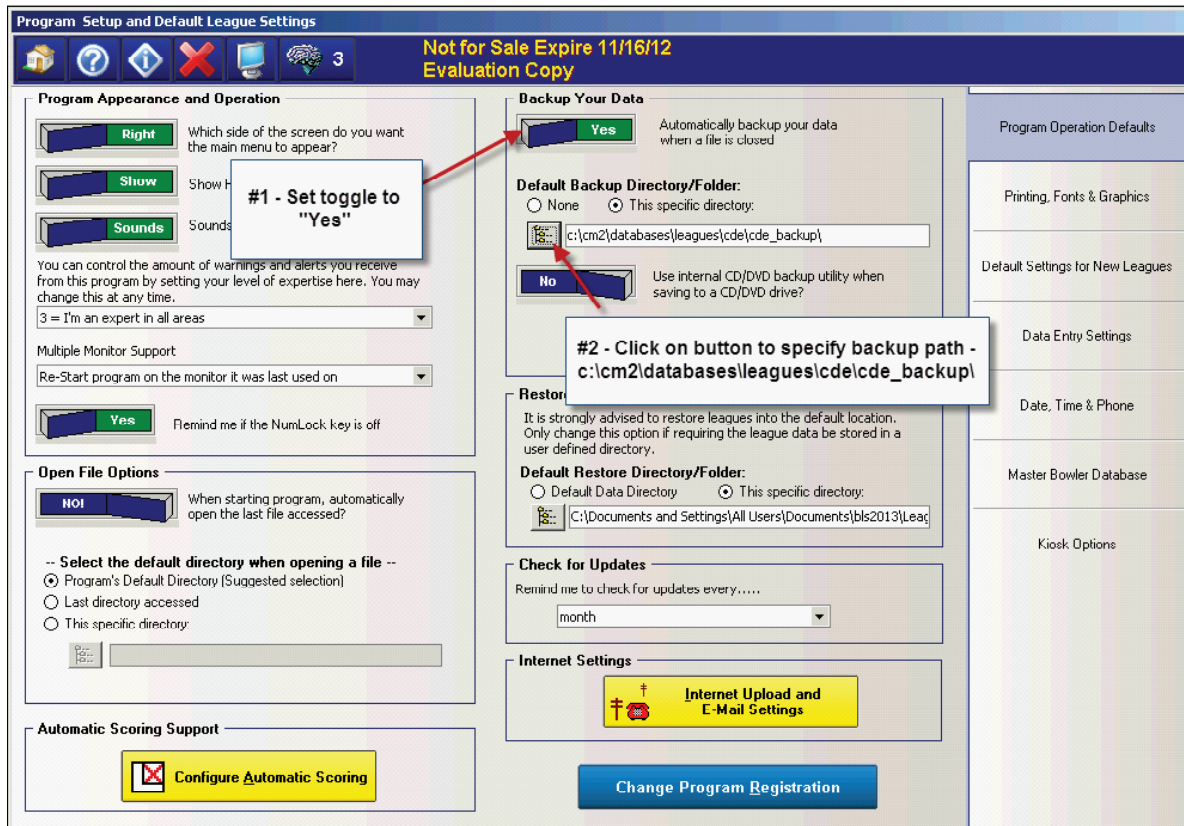 Program Setup and Default League Settings
3
Not for Sale Expire 11/16/12
Evaluation Copy
Program Appearance and Operation
Right
Which side of the screen do you want
the main menu to appear?
Show
Show
Sounds
Sounds
#1 - Set toggle to
"Yes"
You can control the amount of warnings and alerts you receive
from this program by setting your level of expertise here. You may
change this at any time.
3 = I'm an expert in all areas
Multiple Monitor Support
Re-Start program on the monitor it was last used on
Yes
Remind me if the NumLock key is off
Open File Options
NO!
When starting program, automatically
open the last file accessed?
-- Select the default directory when opening a file --
Program's Default Directory (Suggested selection)
Last directory accessed
This specific directory:
Automatic Scoring Support
Configure Automatic Scoring
Backup Your Data
Yes
Automatically backup your data
when a file is closed
Default Backup Directory/Folder:
None
This specific directory:
c:\cm2\databases\leagues\cde\cde_backup\
No
Use internal CD/DVD backup utility when
saving to a CD/DVD drive?
#2 - Click on button to specify backup path -
c:\cm2\databases\leagues\cde\cde_backup\
Restore
It is strongly advised to restore leagues into the default location.
Only change this option if requiring the league data be stored in a
user defined directory.
Default Restore Directory/Folder:
Default Data Directory
This specific directory:
C:\Documents and Settings\All Users\Documents\bls2013\Leag
Check for Updates
Remind me to check for updates every.....
month
Internet Settings
Internet Upload and
E-Mail Settings
Change Program Registration
Program Operation Defaults
Printing, Fonts & Graphics
Default Settings for New Leagues
Data Entry Settings
Date, Time & Phone
Master Bowler Database
Kiosk Options